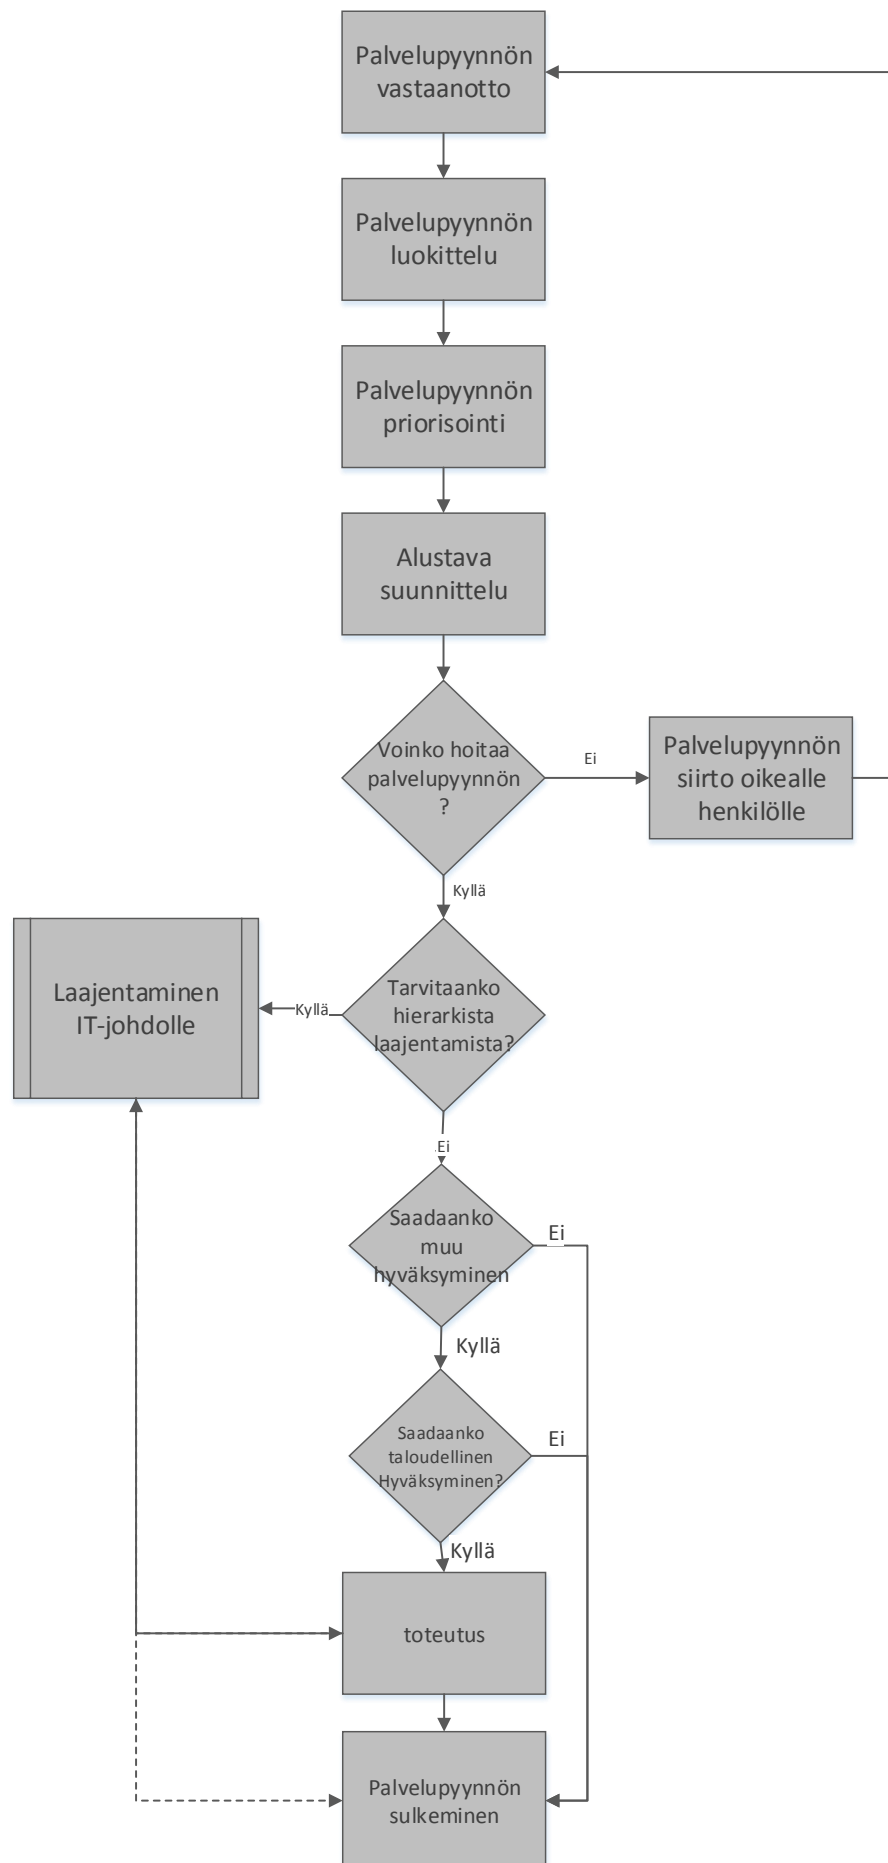 Palvelupyynnön
vastaanotto
Palvelupyynnön
luokittelu
Palvelupyynnön
priorisointi
Alustava
suunnittelu
Voinko hoitaa
palvelupyynnön
?
Ei
Palvelupyynnön
siirto oikealle
henkilölle
Kyllä
Laajentaminen
IT-johdolle
Kyllä
Tarvitaanko
hierarkista
laajentamista?
Ei
Saadaanko
muu
hyväksyminen
Ei
Kyllä
Saadaanko
taloudellinen
Hyväksyminen?
Ei
Kyllä
toteutus
Palvelupyynnön
sulkeminen